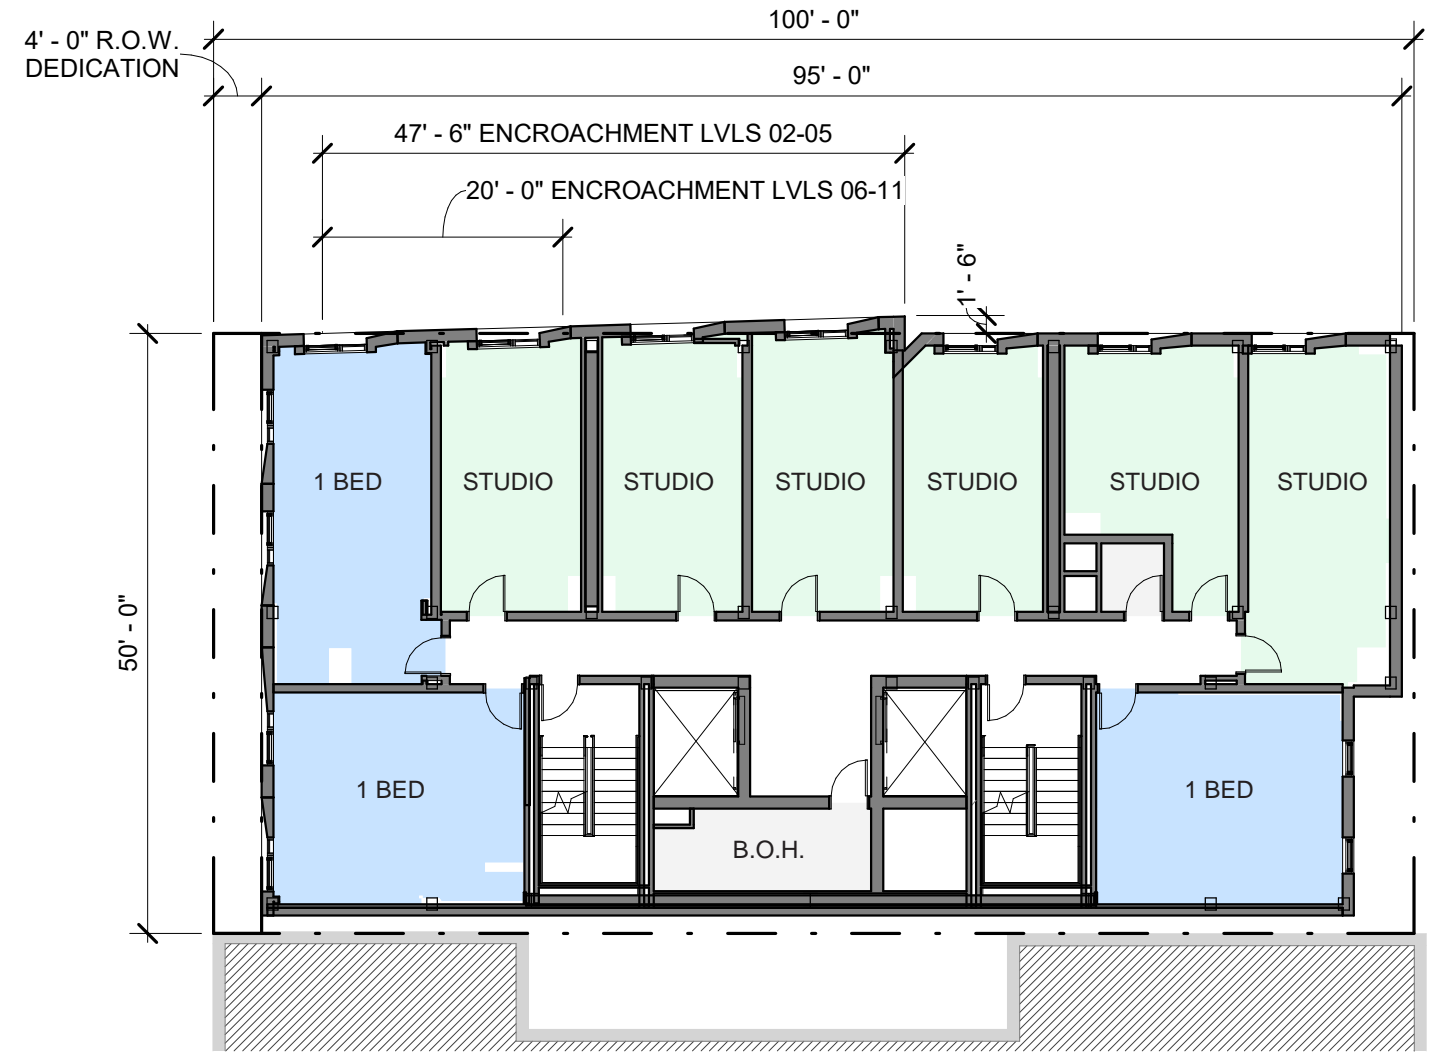 100' - 0"
4' - 0" R.O.W.
DEDICATION
95' - 0"
47' - 6" ENCROACHMENT LVLS 02-05
20' - 0" ENCROACHMENT LVLS 06-11
1' - 6"
50' - 0"
1 BED
STUDIO
STUDIO
STUDIO
STUDIO
STUDIO
STUDIO
1 BED
1 BED
B.O.H.